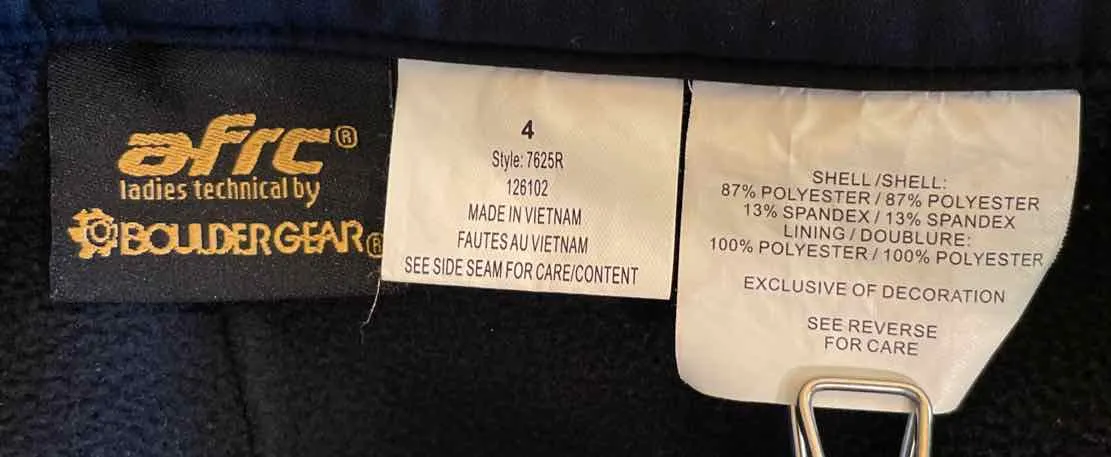 afrc®
ladies technical by
BOULDER GEAR®
4
Style: 7625R
126102
MADE IN VIETNAM
FAUTES AU VIETNAM
SEE SIDE SEAM FOR CARE/CONTENT
SHELL /SHELL:
87% POLYESTER / 87% POLYESTER
13% SPANDEX / 13% SPANDEX
LINING / DOUBLURE:
100% POLYESTER / 100% POLYESTER
EXCLUSIVE OF DECORATION
SEE REVERSE
FOR CARE